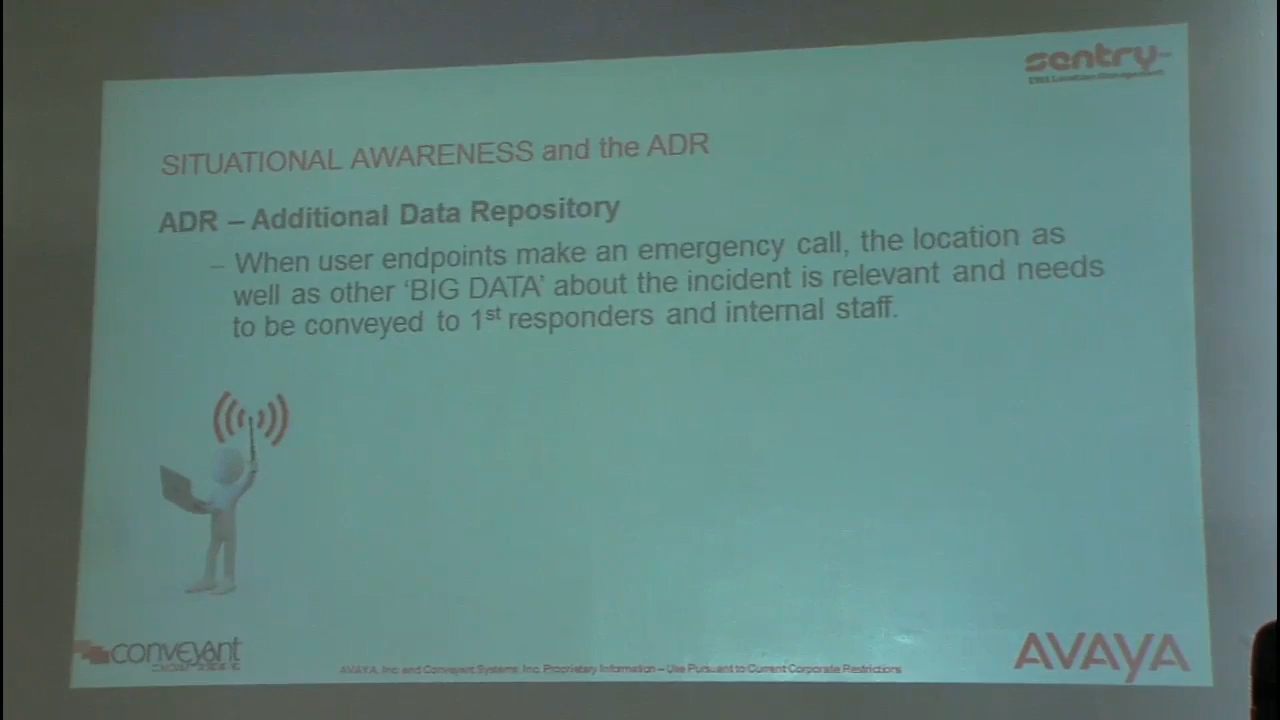 sentry
E911 Location Management
SITUATIONAL AWARENESS and the ADR
ADR – Additional Data Repository
– When user endpoints make an emergency call, the location as
well as other ‘BIG DATA’ about the incident is relevant and needs
to be conveyed to 1st responders and internal staff.
conveyant
AVAYA, Inc. and Conveyant Systems, Inc. Proprietary Information – Use Pursuant to Current Corporate Restrictions
AVAYA